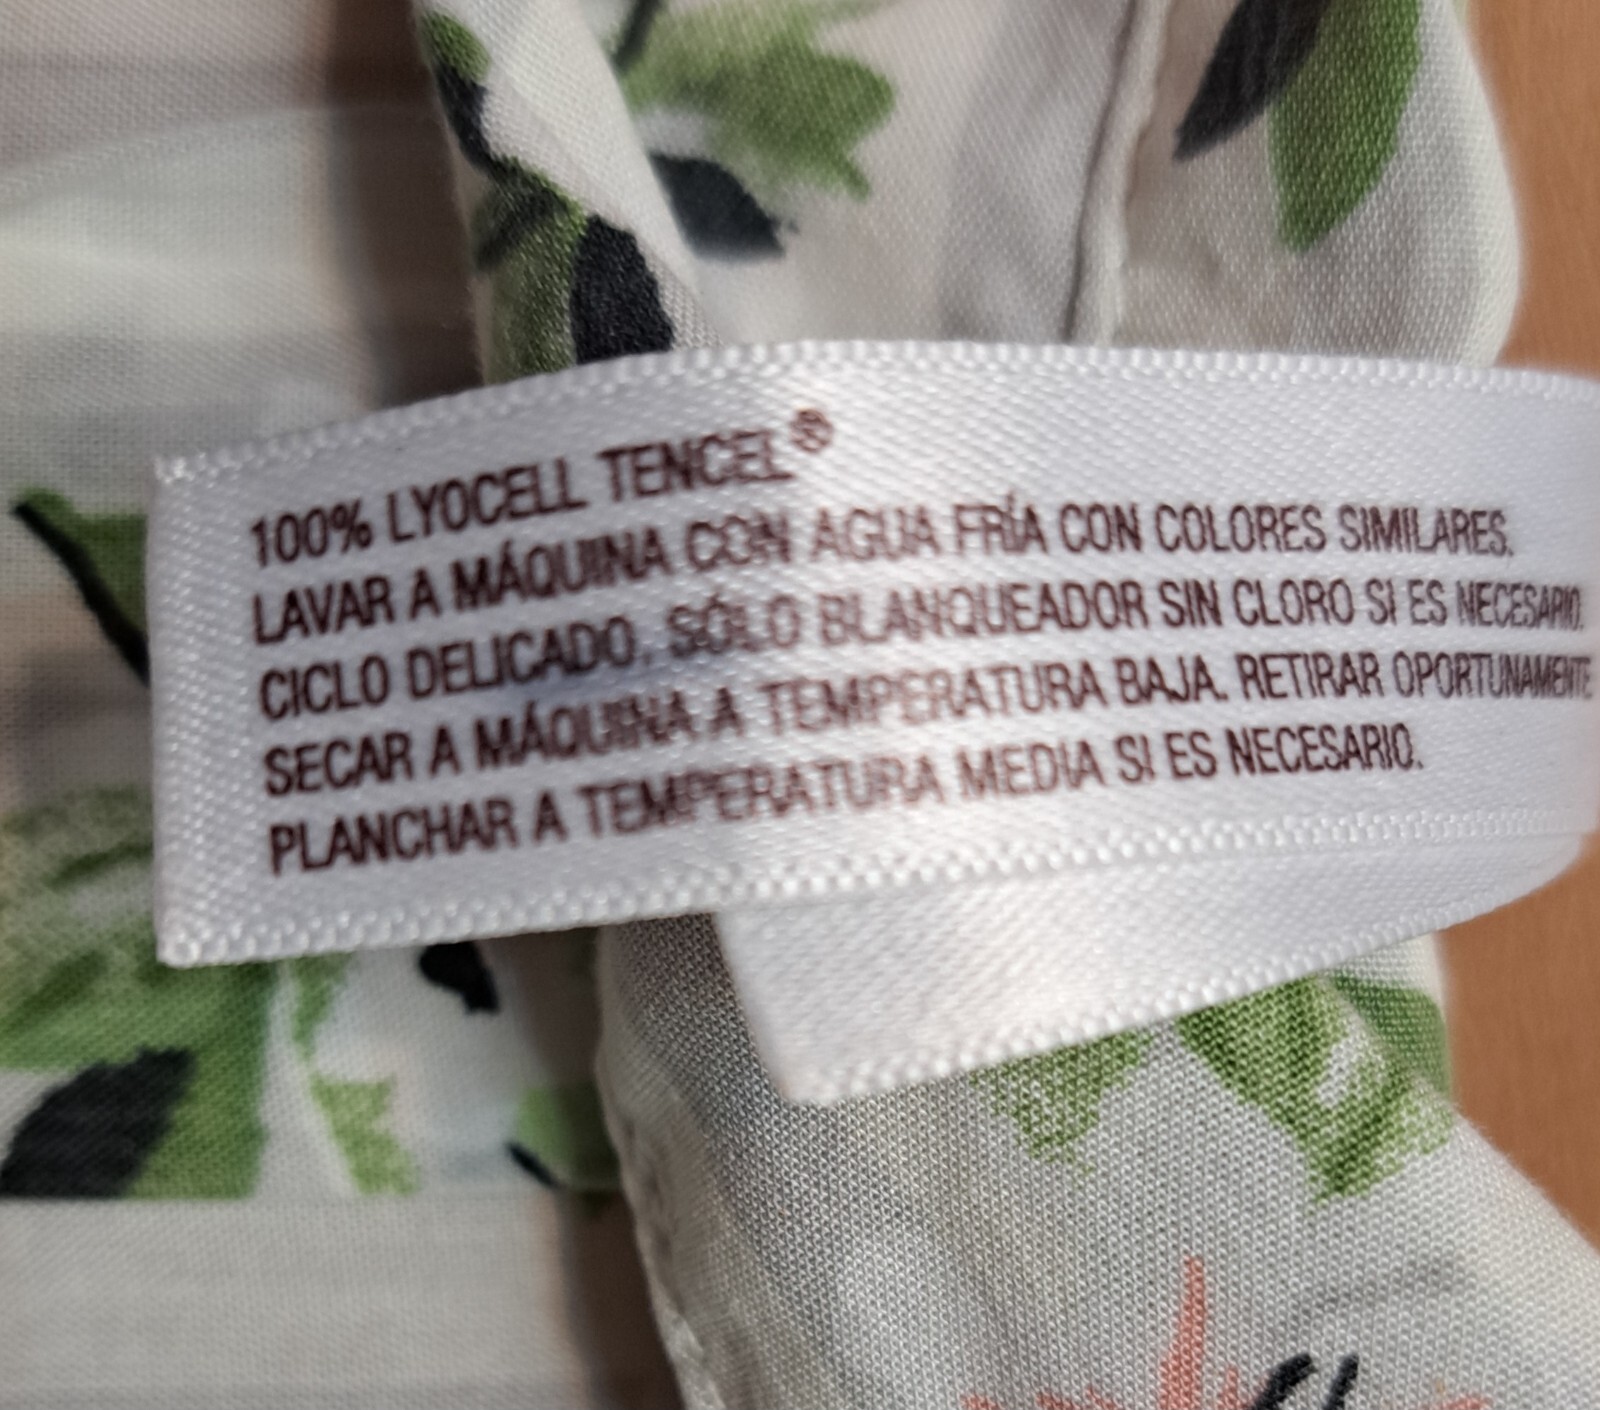 100% LYOCELL TENCEL®
LAVAR A MÁQUINA CON AGUA FRÍA CON COLORES SIMILARES.
CICLO DELICADO. SÓLO BLANQUEADOR SIN CLORO SI ES NECESARIO.
SECAR A MÁQUINA A TEMPERATURA BAJA. RETIRAR OPORTUNAMENTE
PLANCHAR A TEMPERATURA MEDIA SI ES NECESARIO.